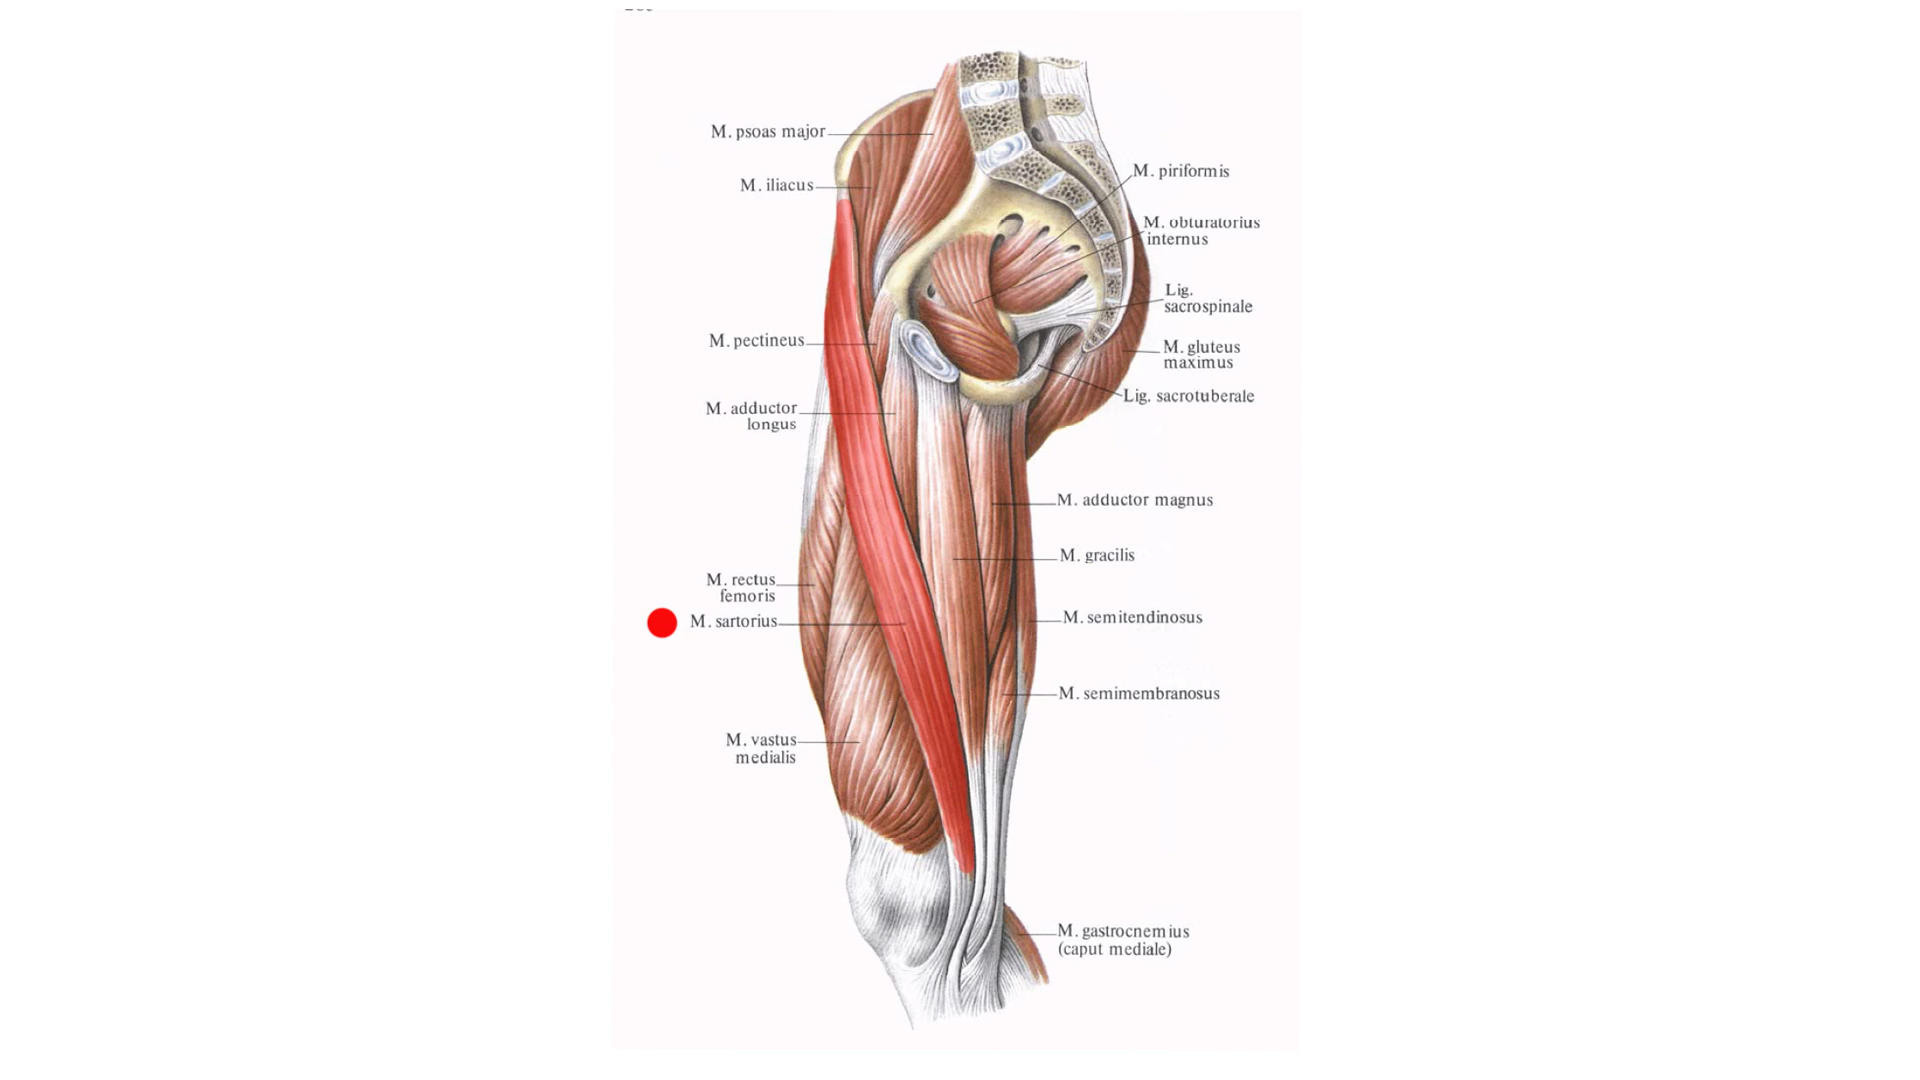 M. psoas major
M. iliacus
M. pectineus
M. adductor
longus
M. rectus
femoris
M. sartorius
M. vastus
medialis
M. piriformis
M. obturatorius
internus
Lig.
sacrospinale
M. gluteus
maximus
Lig. sacrotuberale
M. adductor magnus
M. gracilis
M. semitendinosus
M. semimembranosus
M. gastrocnemius
(caput mediale)